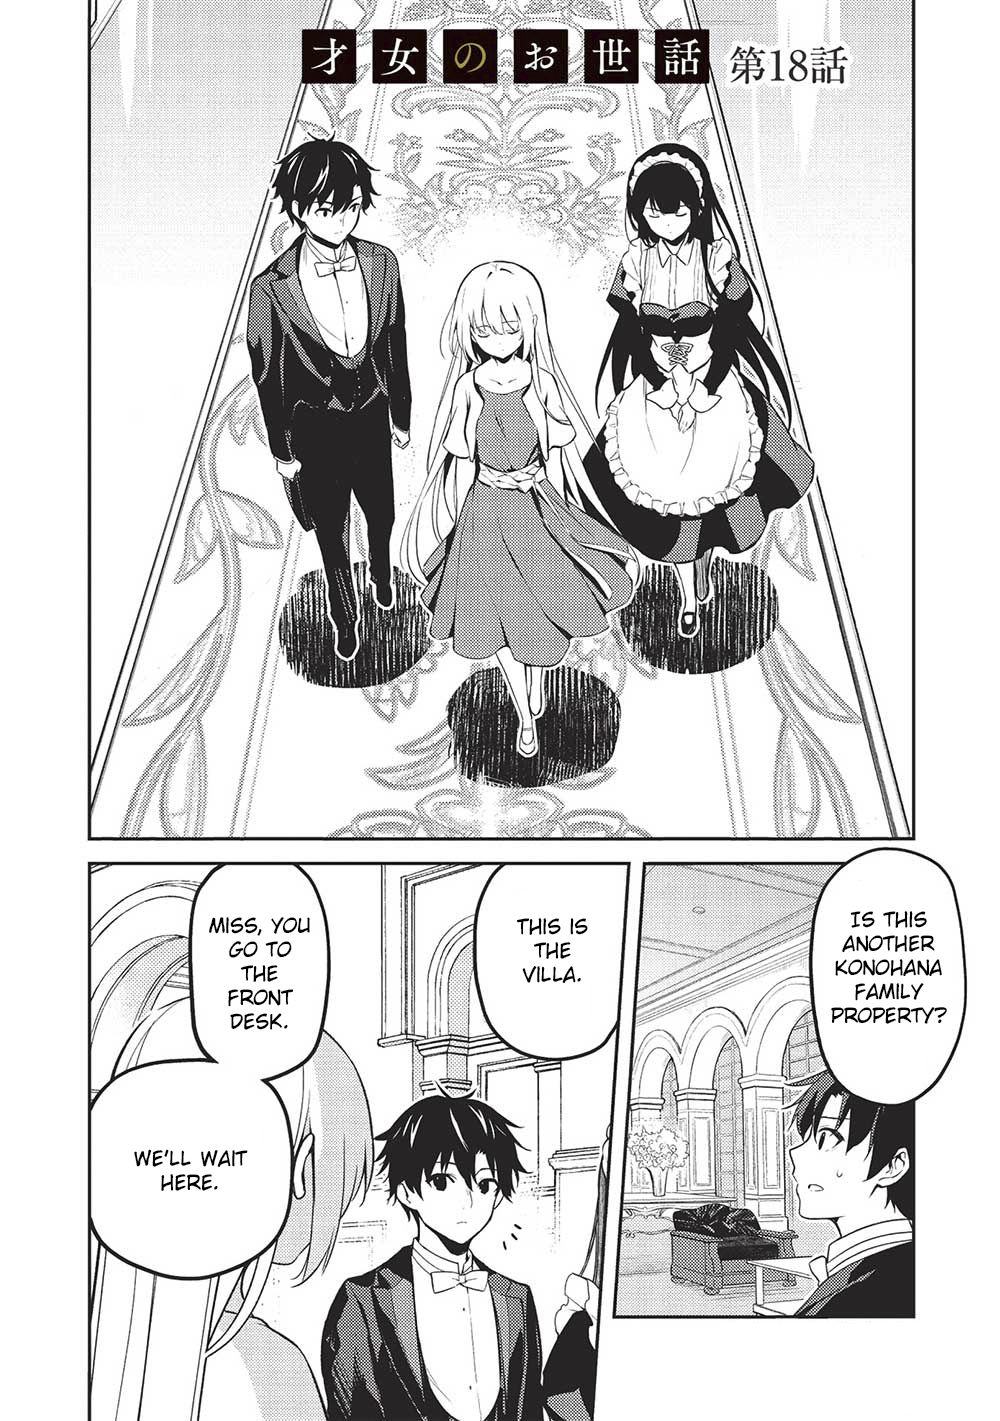 才女のお世話 第18話
IS THIS
ANOTHER
KONOHANA
FAMILY
PROPERTY?
THIS IS
THE
VILLA.
MISS, YOU
GO TO
THE
FRONT
DESK.
WE'LL WAIT
HERE.